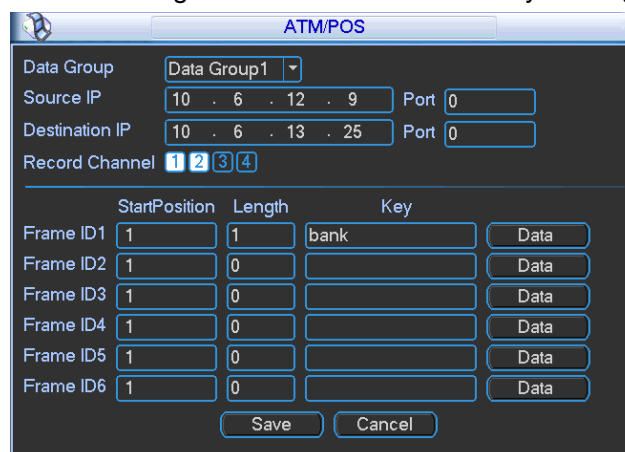 ATM/POS
Data Group Data Group1
Source IP 10 . 6 . 12 . 9 Port 0
Destination IP 10 . 6 . 13 . 25 Port 0
Record Channel 1 2 3 4
StartPosition Length Key
Frame ID1 1 1 bank Data
Frame ID2 1 0 Data
Frame ID3 1 0 Data
Frame ID4 1 0 Data
Frame ID5 1 0 Data
Frame ID6 1 0 Data
Save Cancel